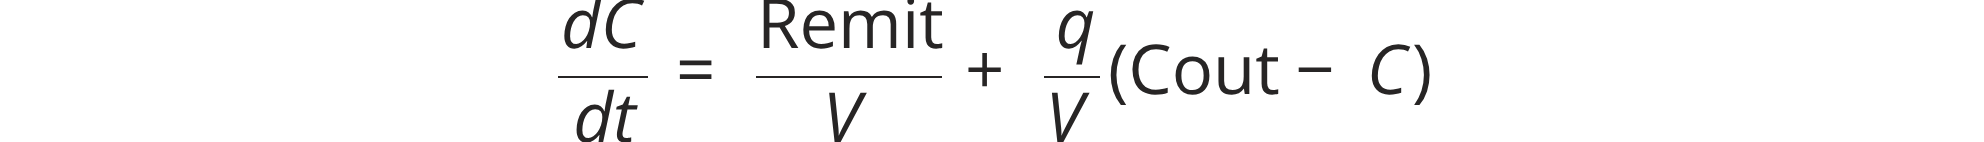 dC/dt = Remit/V + q/V (Cout − C)